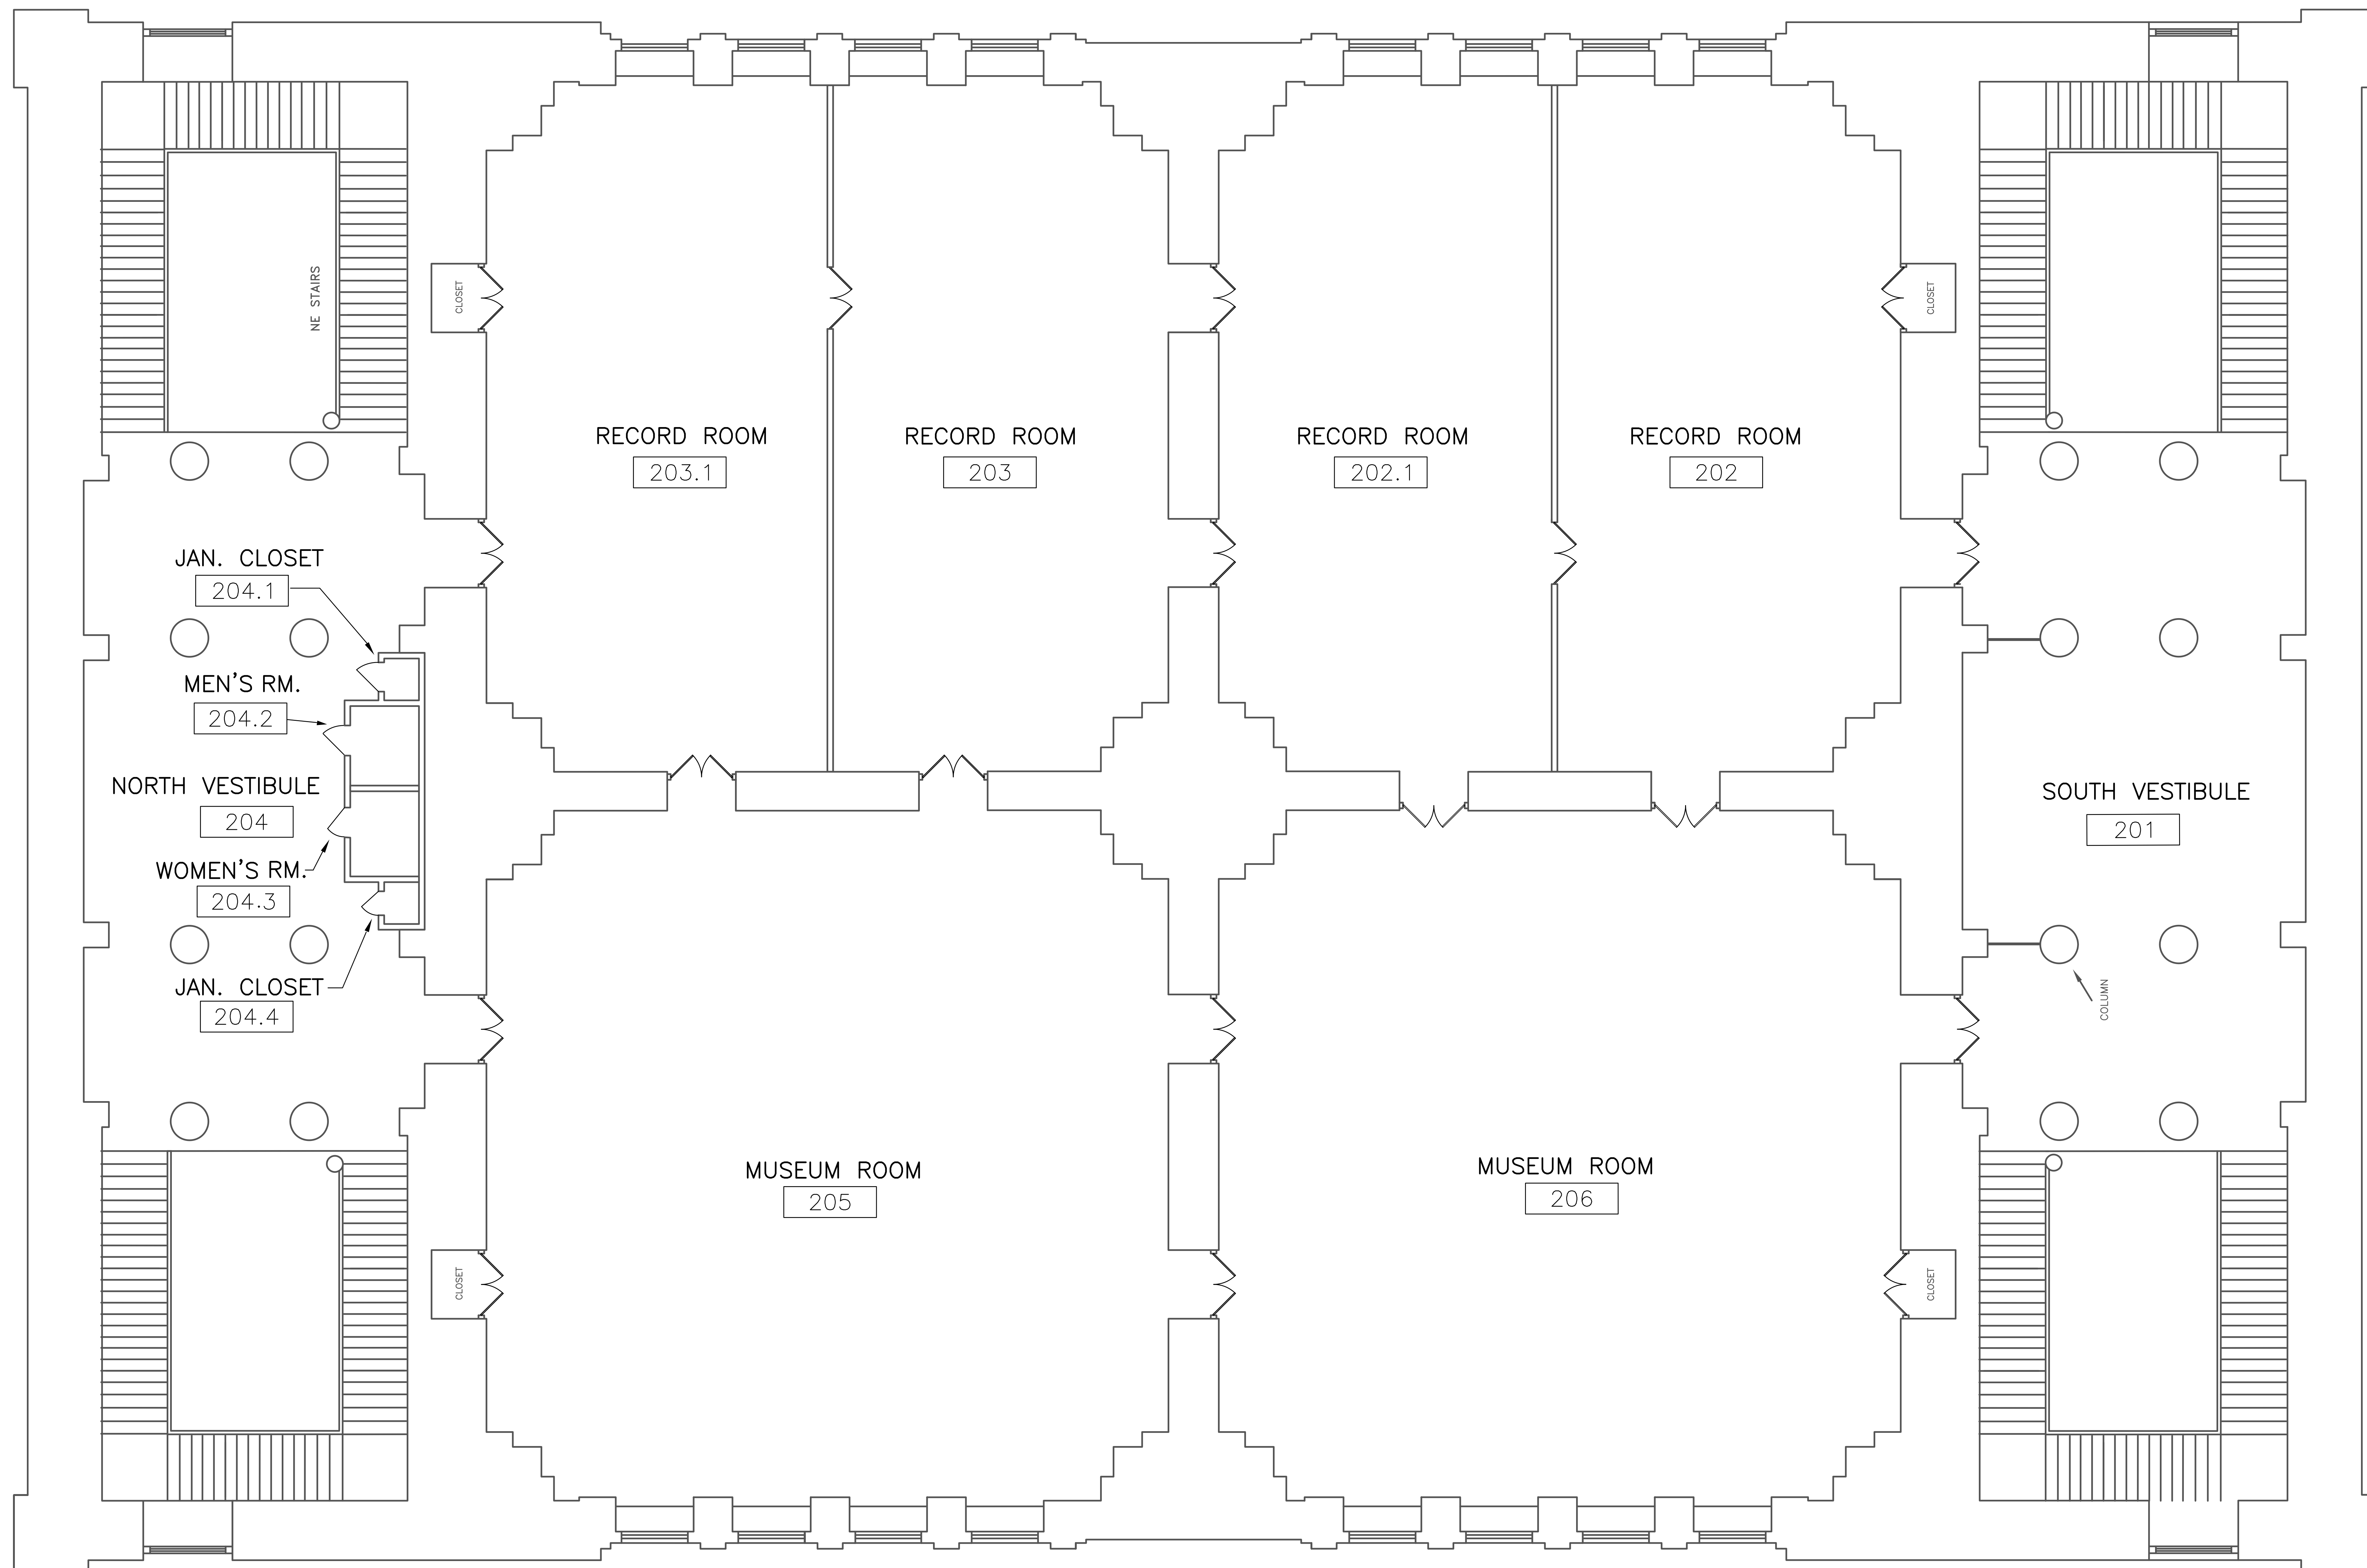 NE STAIRS
CLOSET
CLOSET
RECORD ROOM
203.1
RECORD ROOM
203
RECORD ROOM
202.1
RECORD ROOM
202
JAN. CLOSET
204.1
MEN'S RM.
204.2
NORTH VESTIBULE
204
WOMEN'S RM.
204.3
JAN. CLOSET
204.4
SOUTH VESTIBULE
201
COLUMN
MUSEUM ROOM
205
MUSEUM ROOM
206
CLOSET
CLOSET